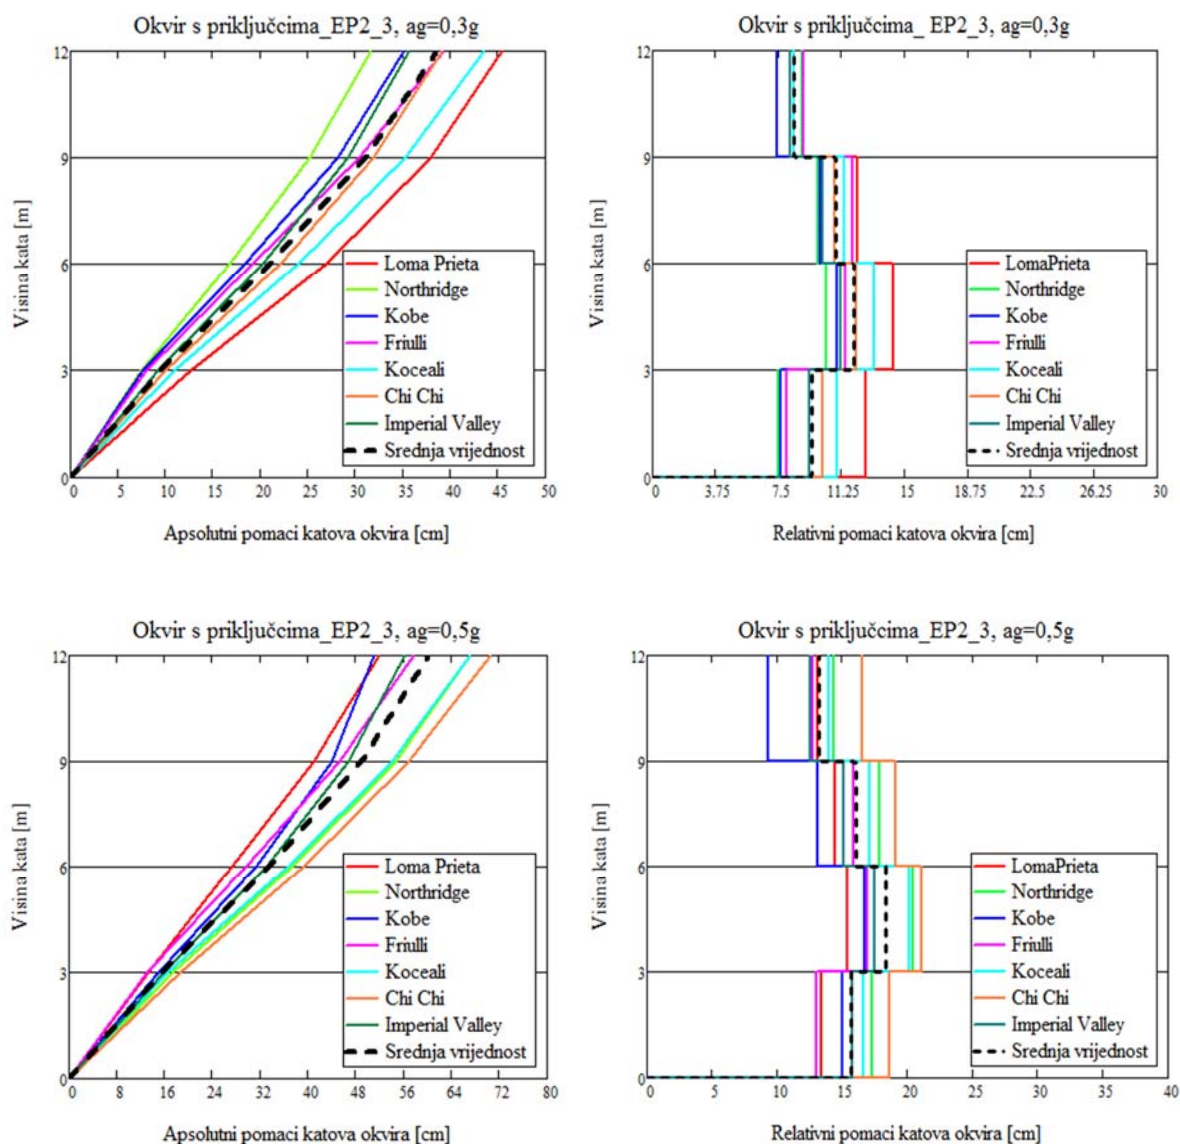 Okvir s priključcima_EP2_3, ag=0,3g
12
9
6
3
0
Visina kata [m]
Loma Prieta
Northridge
Kobe
Friulli
Koceali
Chi Chi
Imperial Valley
Srednja vrijednost
0 5 10 15 20 25 30 35 40 45 50
Apsolutni pomaci katova okvira [cm]
Okvir s priključcima_ EP2_3, ag=0,3g
12
9
6
3
0
Visina kata [m]
LomaPrieta
Northridge
Kobe
Friulli
Koceali
Chi Chi
Imperial Valley
Srednja vrijednost
0 3.75 7.5 11.25 15 18.75 22.5 26.25 30
Relativni pomaci katova okvira [cm]
Okvir s priključcima_EP2_3, ag=0,5g
12
9
6
3
0
Visina kata [m]
Loma Prieta
Northridge
Kobe
Friulli
Koceali
Chi Chi
Imperial Valley
Srednja vrijednost
0 8 16 24 32 40 48 56 64 72 80
Apsolutni pomaci katova okvira [cm]
Okvir s priključcima_EP2_3, ag=0,5g
12
9
6
3
0
Visina kata [m]
LomaPrieta
Northridge
Kobe
Friulli
Koceali
Chi Chi
Imperial Valley
Srednja vrijednost
0 5 10 15 20 25 30 35 40
Relativni pomaci katova okvira [cm]